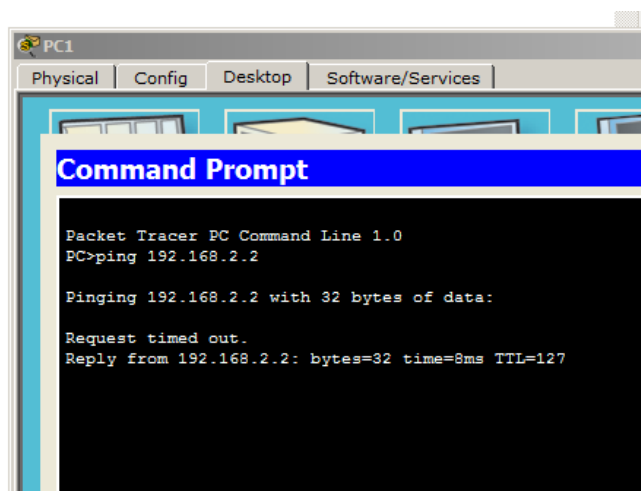 PC1
Physical Config Desktop Software/Services
Command Prompt
Packet Tracer PC Command Line 1.0
PC>ping 192.168.2.2
Pinging 192.168.2.2 with 32 bytes of data:
Request timed out.
Reply from 192.168.2.2: bytes=32 time=8ms TTL=127